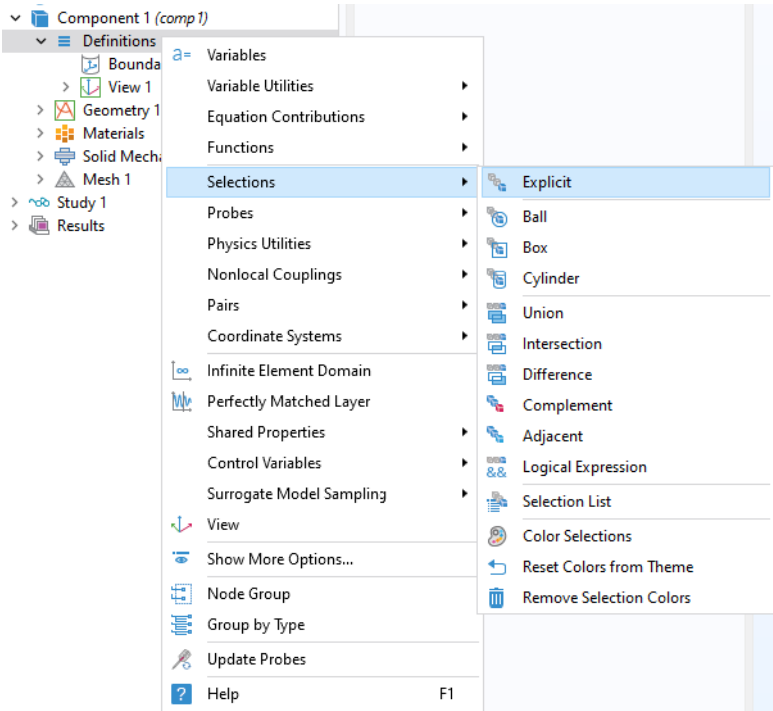 Component 1 (comp1)
Definitions
Bounda
View 1
Geometry 1
Materials
Solid Mecha
Mesh 1
Study 1
Results
a= Variables
Variable Utilities
Equation Contributions
Functions
Selections
Probes
Physics Utilities
Nonlocal Couplings
Pairs
Coordinate Systems
Infinite Element Domain
Perfectly Matched Layer
Shared Properties
Control Variables
Surrogate Model Sampling
View
Show More Options...
Node Group
Group by Type
Update Probes
? Help F1
Explicit
Ball
Box
Cylinder
Union
Intersection
Difference
Complement
Adjacent
&& Logical Expression
Selection List
Color Selections
Reset Colors from Theme
Remove Selection Colors